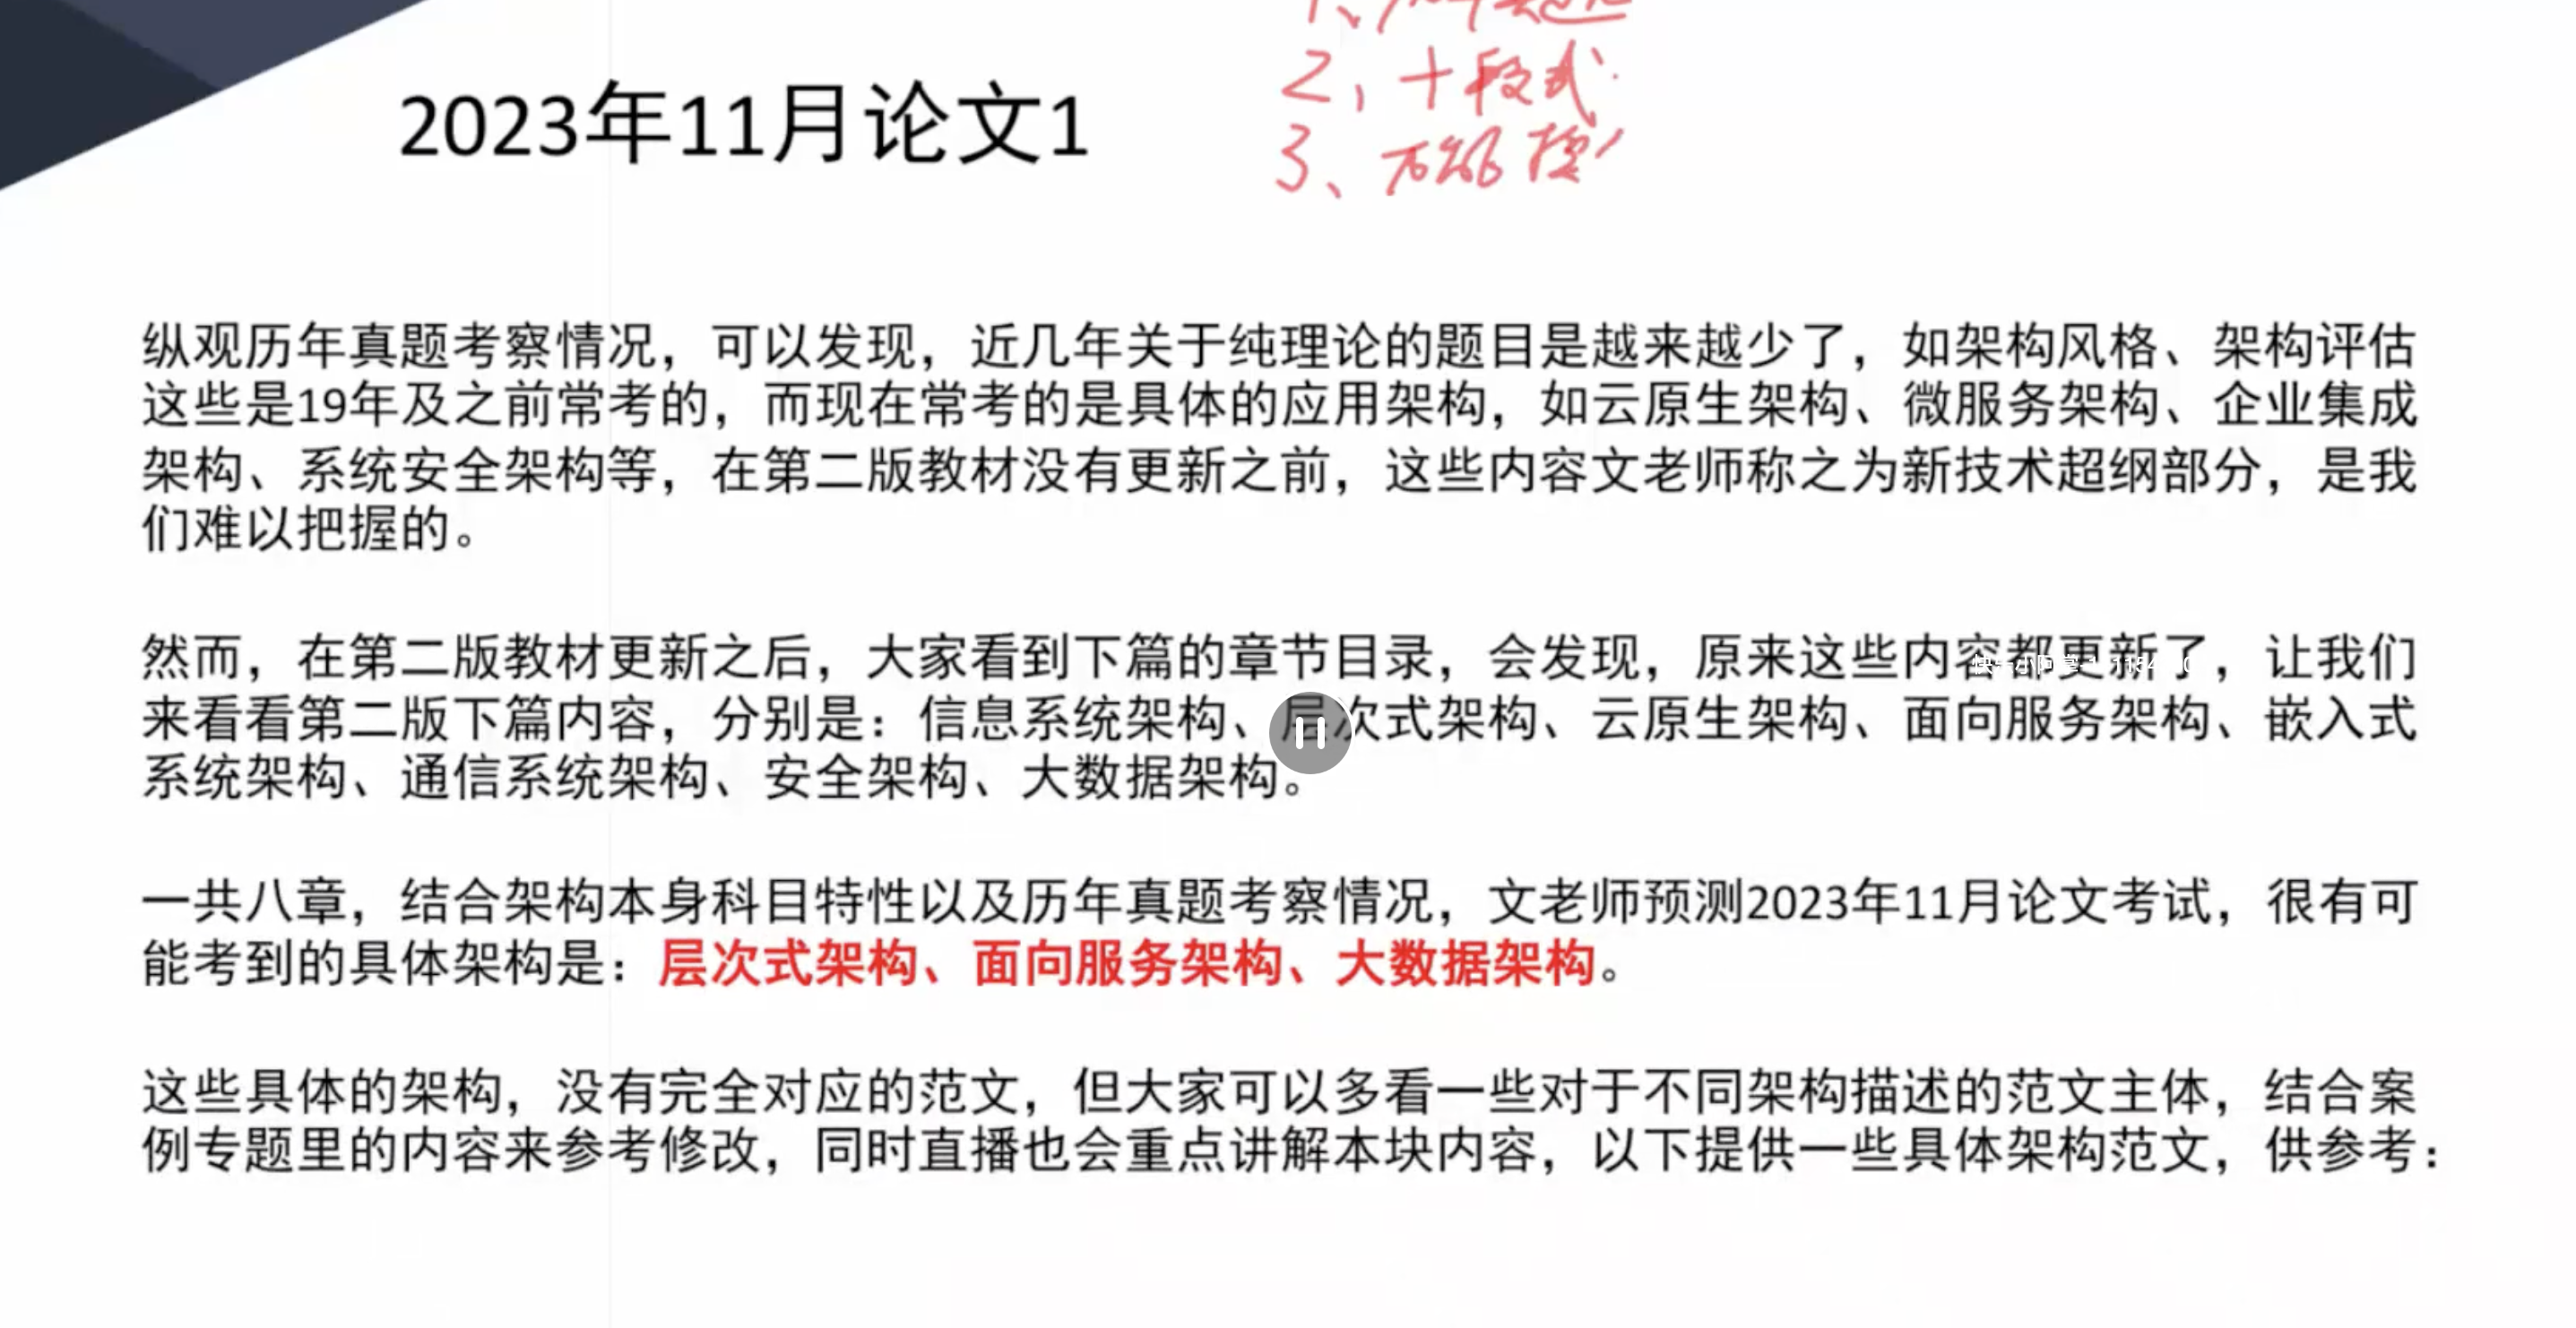 2、十段式
3、万能
2023年11月论文1
纵观历年真题考察情况，可以发现，近几年关于纯理论的题目是越来越少了，如架构风格、架构评估
这些是19年及之前常考的，而现在常考的是具体的应用架构，如云原生架构、微服务架构、企业集成
架构、系统安全架构等，在第二版教材没有更新之前，这些内容文老师称之为新技术超纲部分，是我
们难以把握的。
然而，在第二版教材更新之后，大家看到下篇的章节目录，会发现，原来这些内容都更新了，让我们
来看看第二版下篇内容，分别是：信息系统架构、层次式架构、云原生架构、面向服务架构、嵌入式
系统架构、通信系统架构、安全架构、大数据架构。
一共八章，结合架构本身科目特性以及历年真题考察情况，文老师预测2023年11月论文考试，很有可
能考到的具体架构是：层次式架构、面向服务架构、大数据架构。
这些具体的架构，没有完全对应的范文，但大家可以多看一些对于不同架构描述的范文主体，结合案
例专题里的内容来参考修改，同时直播也会重点讲解本块内容，以下提供一些具体架构范文，供参考：